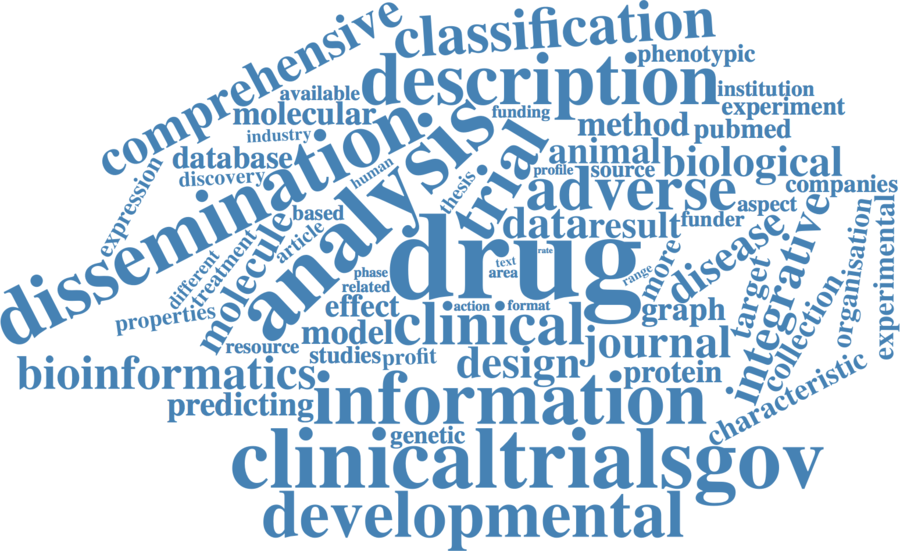 comprehensive
classification
phenotypic
description
available
institution
molecular
funding
experiment
industry
method
pubmed
dissemination
analysis
trial
database
discovery
human
animal
biological
profile
source
thesis
adverse
companies
expression
based
aspect
data
result
funder
article
molecule
different
treatment
drug
rate
text
area
phase
related
range
more
disease
target
integrative
collection
organisation
experimental
properties
effect
action
format
graph
model
clinical
resource
studies
profit
design
journal
bioinformatics
protein
characteristic
predicting
information
genetic
clinicaltrialsgov
developmental